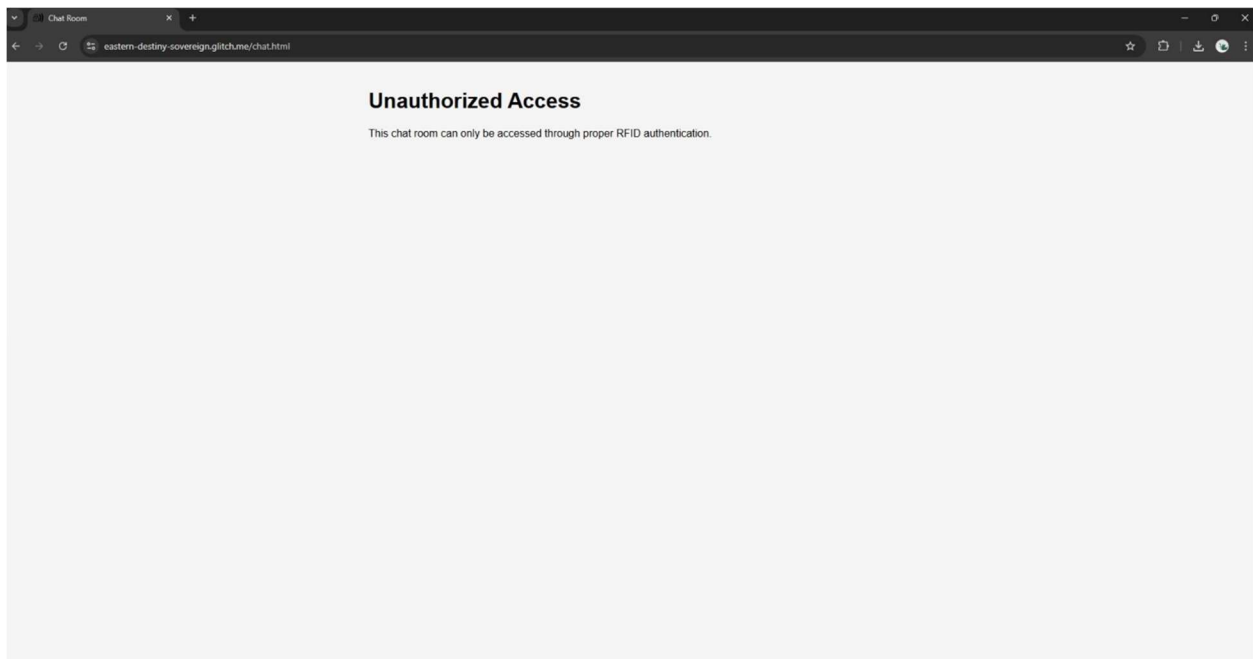 Chat Room
eastern-destiny-sovereign.glitch.me/chat.html
Unauthorized Access
This chat room can only be accessed through proper RFID authentication.